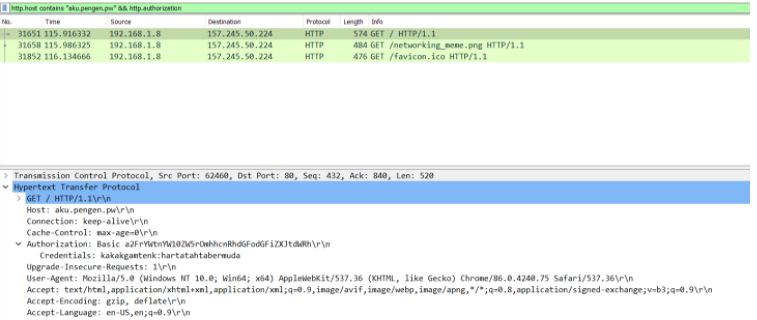 http.host contains "aku.pengen.pw" && http.authorization
No. Time Source Destination Protocol Length Info
31651 115.916332 192.168.1.8 157.245.50.224 HTTP 574 GET / HTTP/1.1
31658 115.986325 192.168.1.8 157.245.50.224 HTTP 484 GET /networking_meme.png HTTP/1.1
31852 116.134666 192.168.1.8 157.245.50.224 HTTP 476 GET /favicon.ico HTTP/1.1
Transmission Control Protocol, Src Port: 62460, Dst Port: 80, Seq: 432, Ack: 840, Len: 520
Hypertext Transfer Protocol
GET / HTTP/1.1\r\n
Host: aku.pengen.pw\r\n
Connection: keep-alive\r\n
Cache-Control: max-age=0\r\n
Authorization: Basic a2FrYWtnYW10ZW5rOmhhcnRhdGFodGFiZXJtdWRh\r\n
Credentials: kakakgamtenk:hartatahtabermuda
Upgrade-Insecure-Requests: 1\r\n
User-Agent: Mozilla/5.0 (Windows NT 10.0; Win64; x64) AppleWebKit/537.36 (KHTML, like Gecko) Chrome/86.0.4240.75 Safari/537.36\r\n
Accept: text/html,application/xhtml+xml,application/xml;q=0.9,image/avif,image/webp,image/apng,*/*;q=0.8,application/signed-exchange;v=b3;q=0.9\r\n
Accept-Encoding: gzip, deflate\r\n
Accept-Language: en-US,en;q=0.9\r\n